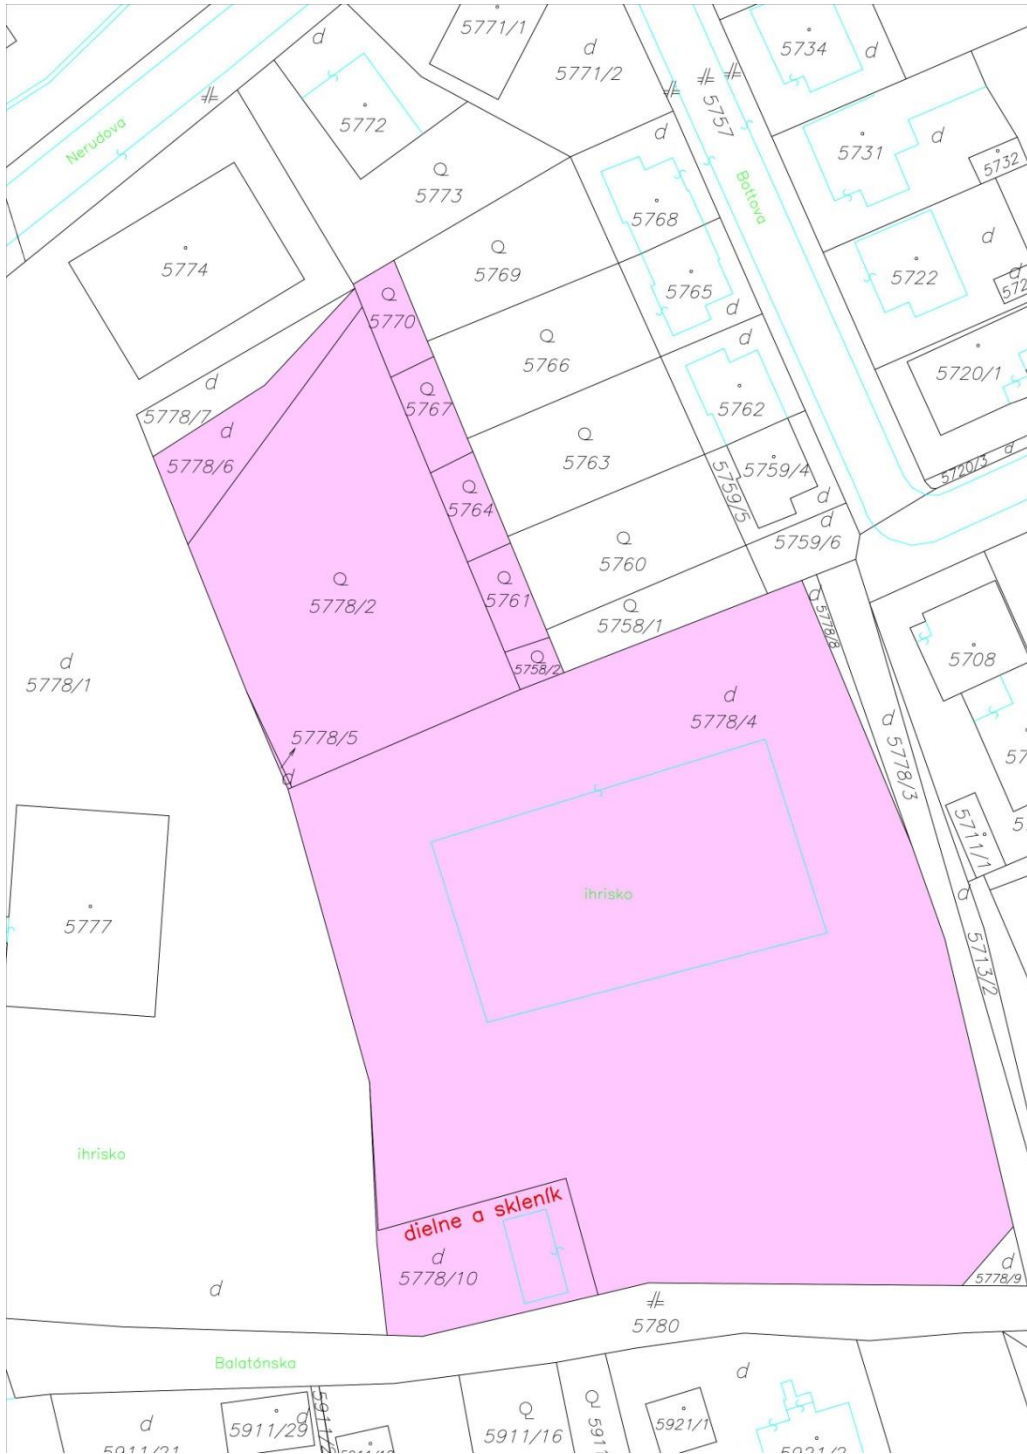 5771/1
d
5734
d
d
5771/2
5757
5772
Nerudova
d
5731
d
5732
Q
5773
Bottova
5768
5774
Q
5769
5722
d
d
Q
5770
5765
d
Q
5766
d
5720/1
d
5778/7
Q
5767
5762
d
5778/6
Q
5763
5759/4
5759/5
d
5720/3
d
Q
5764
d
5759/6
Q
5760
Q
5778/2
Q
5761
Q
5758/1
d
5778/8
Q
5758/2
5708
d
5778/1
d
5778/4
d
5778/3
5778/5
d
5711/1
ihrisko
d
5713/2
5777
ihrisko
dielne a skleník
d
5778/10
d
5778/9
d
5780
Balatónska
d
d
5911/21
d
5911/29
Q
5911/16
Q
5921/1
5921/2